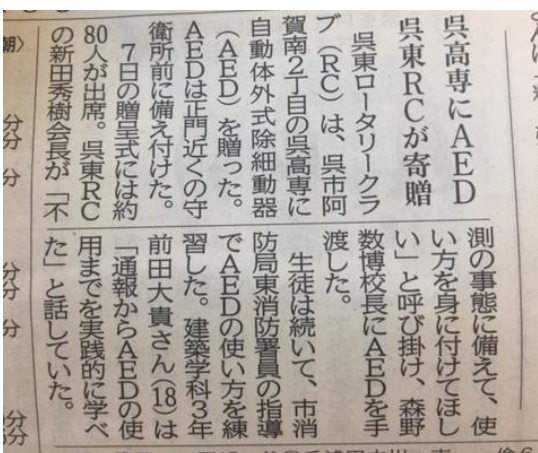 呉高専にAED
呉東RCが寄贈
呉東ロータリークラ
ブ（RC）は、呉市阿
賀南2丁目の呉高専に
自動体外式除細動器
（AED）を贈った。
AEDは正門近くの守
衛所前に備え付けた。
7日の贈呈式には約
80人が出席。呉東RC
の新田秀樹会長が「不
測の事態に備えて、使
い方を身に付けてほし
い」と呼び掛け、森野
数博校長にAEDを手
渡した。
生徒は続いて、市消
防局東消防署員の指導
でAEDの使い方を練
習した。建築学科3年
前田大貴さん(18)は
「通報からAEDの使
用までを実践的に学べ
た」と話していた。
朝〉
分
分
分
分
分
分
分
分